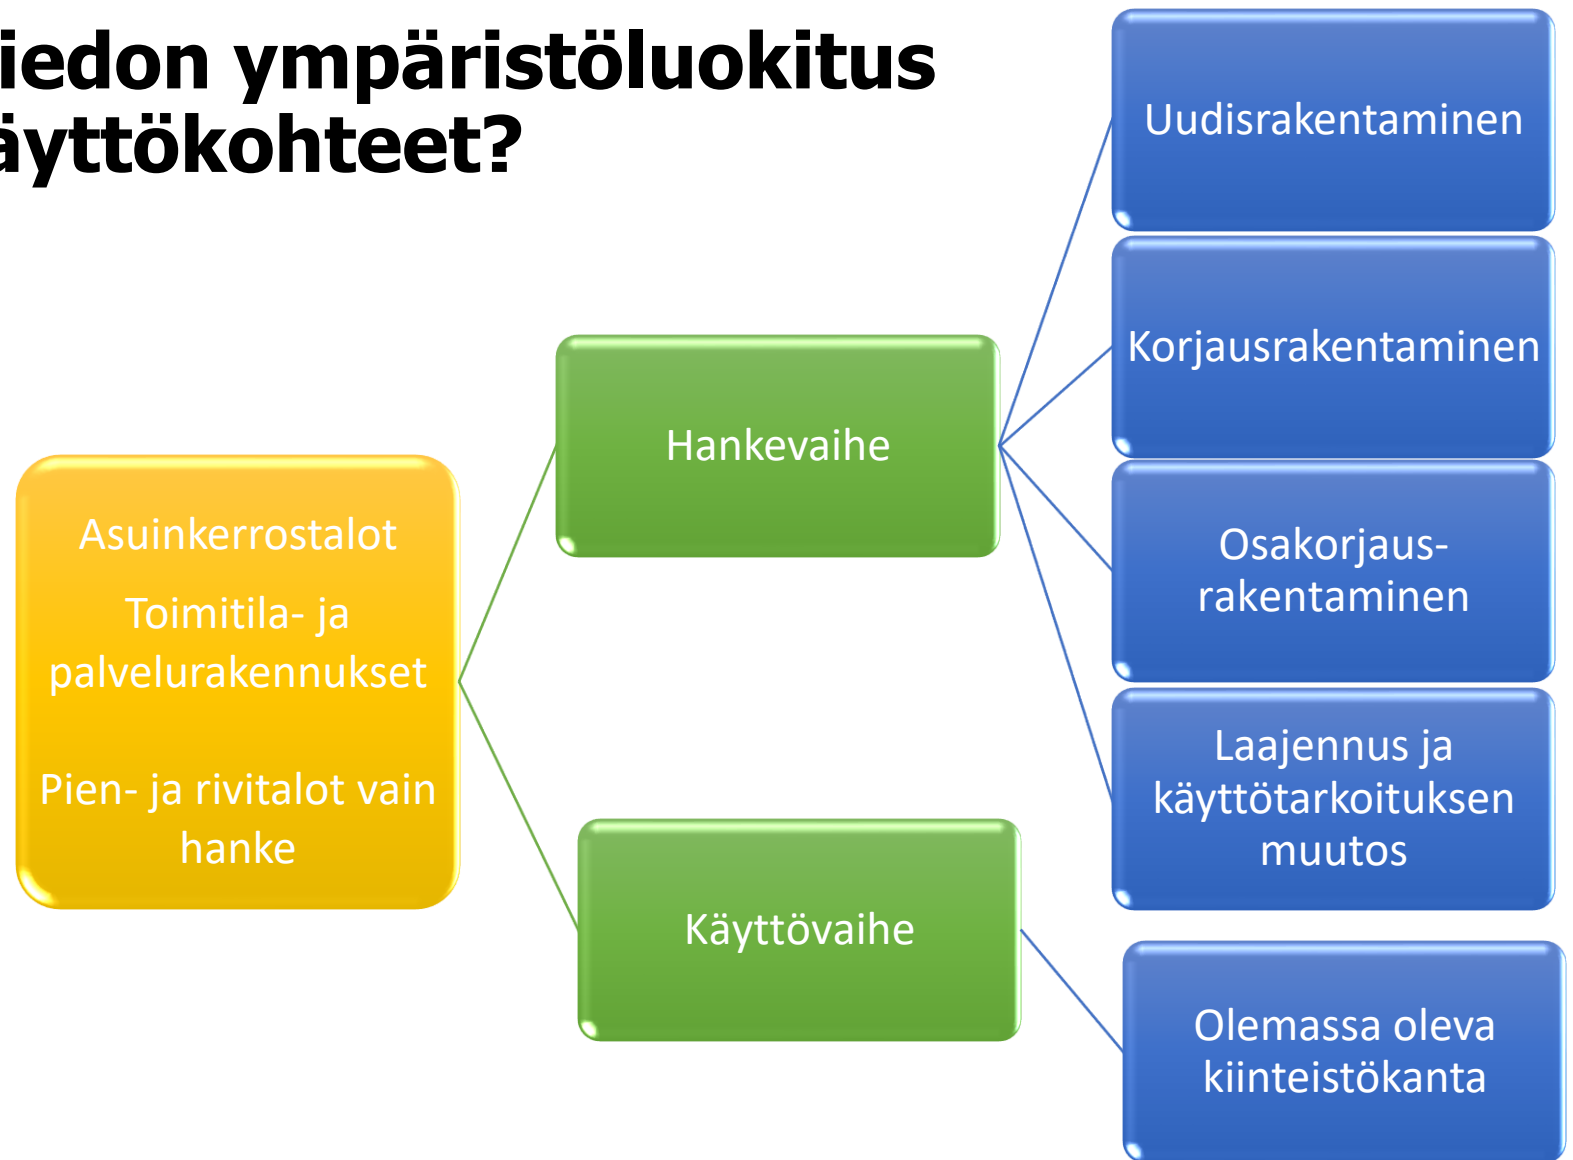 iedon ympäristöluokitus
äyttökohteet?
Asuinkerrostalot
Toimitila- ja
palvelurakennukset
Pien- ja rivitalot vain
hanke
Hankevaihe
Käyttövaihe
Uudisrakentaminen
Korjausrakentaminen
Osakorjaus-
rakentaminen
Laajennus ja
käyttötarkoituksen
muutos
Olemassa oleva
kiinteistökanta